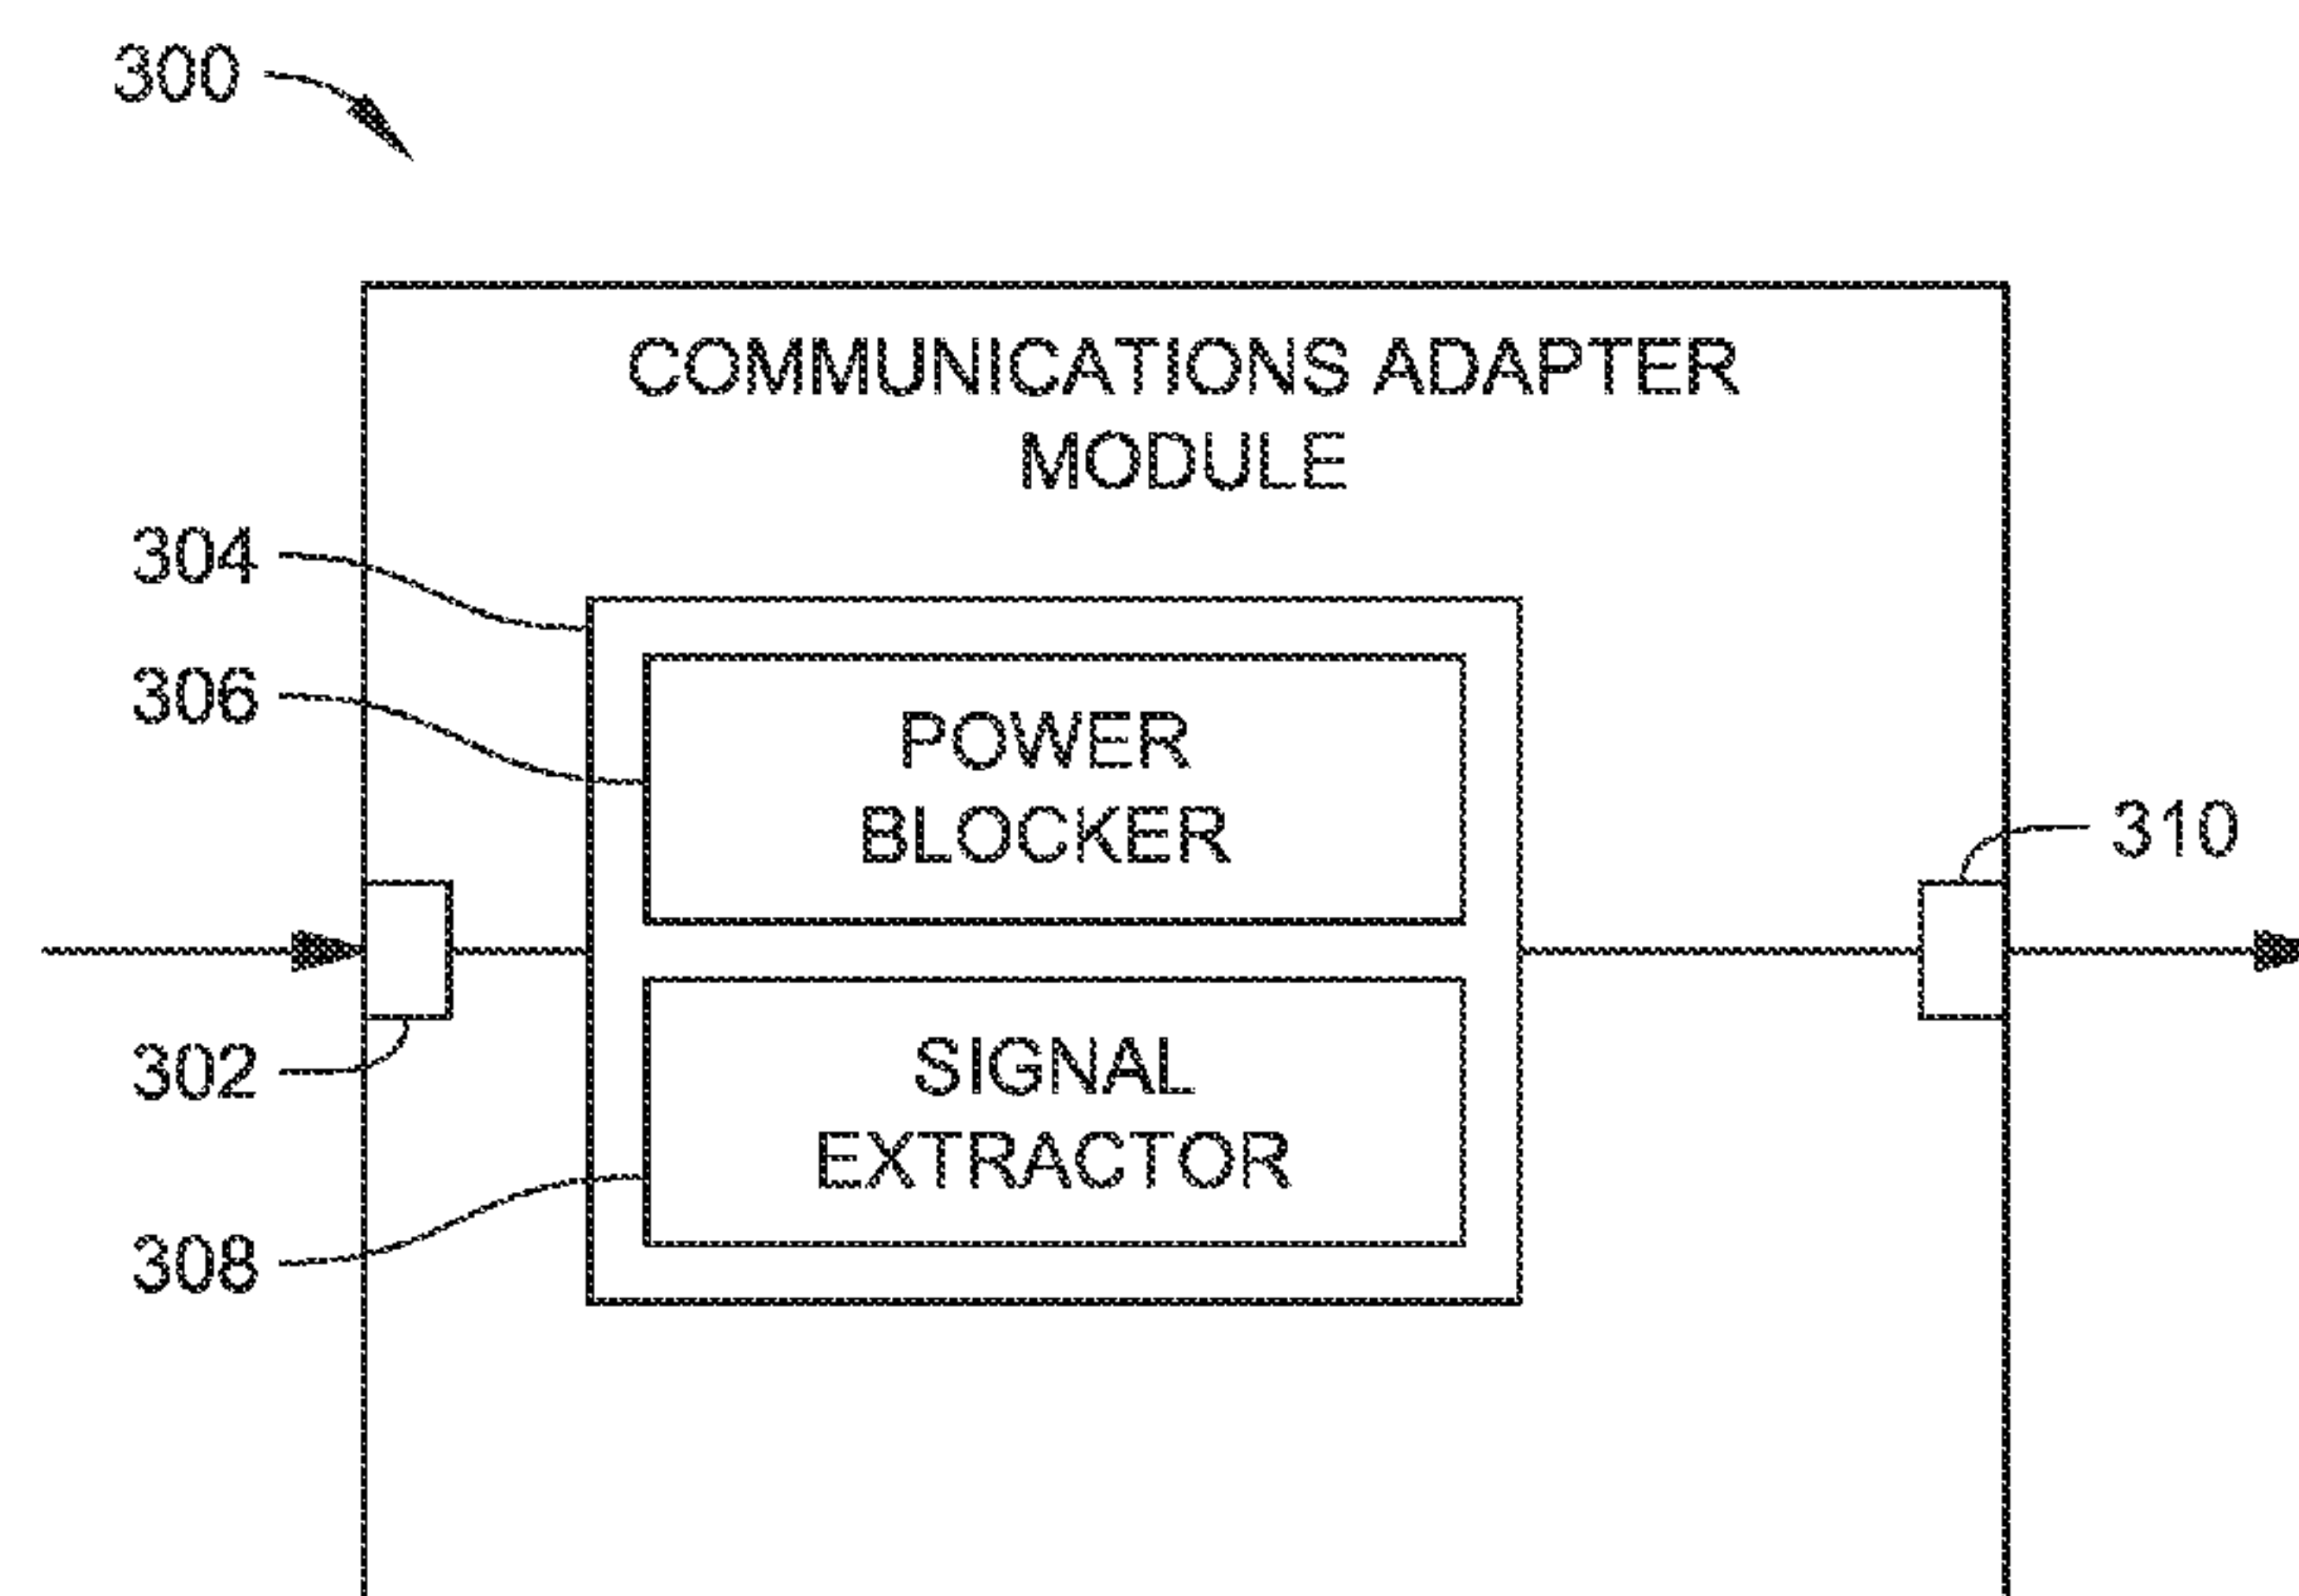 300
COMMUNICATIONS ADAPTER
MODULE
304
306
POWER
BLOCKER
310
302
SIGNAL
EXTRACTOR
308